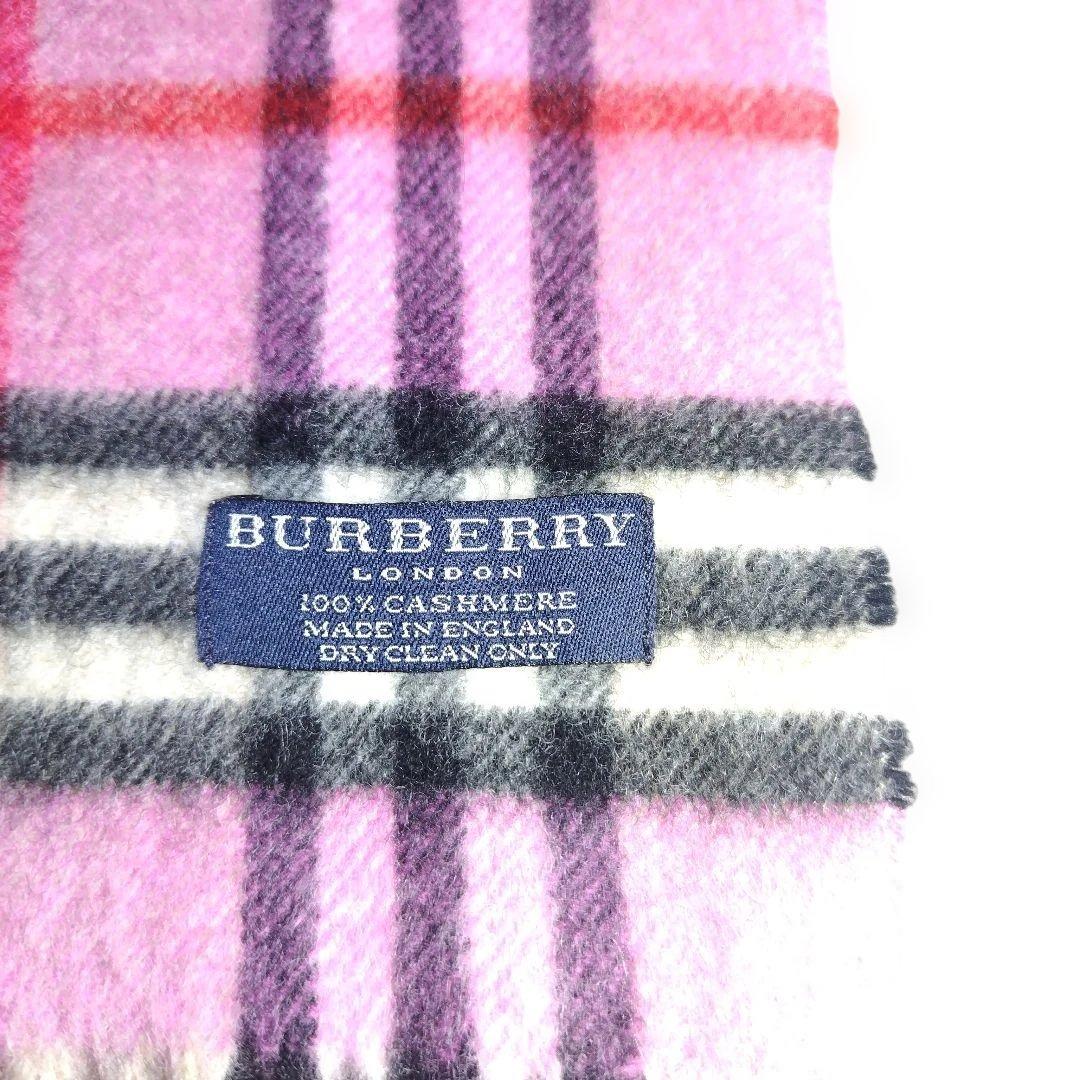 BURBERRY
LONDON
100% CASHMERE
MADE IN ENGLAND
DRY CLEAN ONLY